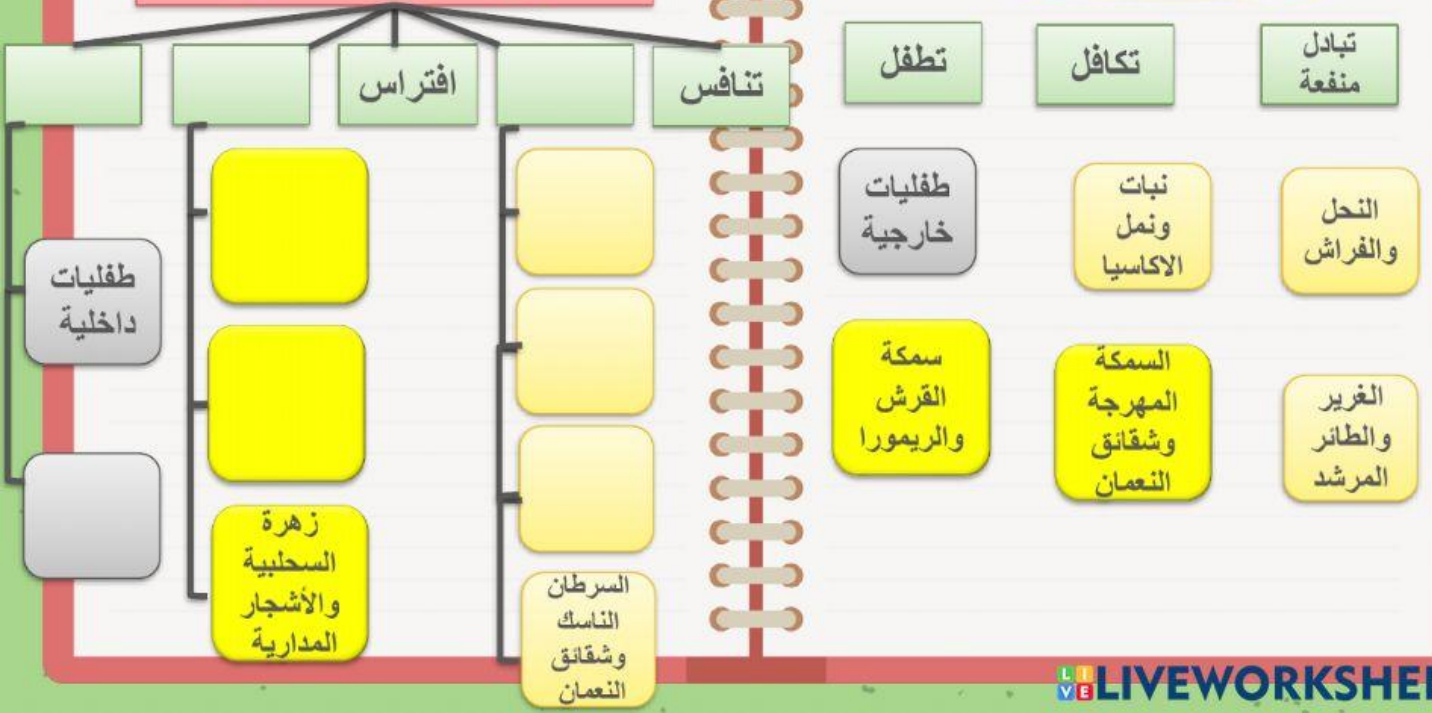 تبادل
منفعة
تكافل
تطفل
تنافس
افتراس
النحل
والفراش
نبات
ونمل
الاكاسيا
طفليات
خارجية
طفليات
داخلية
الغرير
والطائر
المرشد
السمكة
المهرجة
وشقائق
النعمان
سمكة
القرش
والريمورا
السرطان
الناسك
وشقائق
النعمان
زهرة
السحلبية
والأشجار
المدارية
LIVE